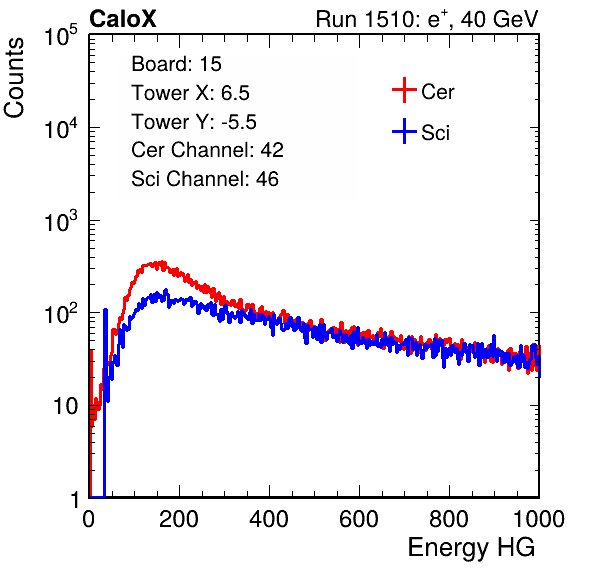 CaloX Run 1510: e⁺, 40 GeV
Counts
Board: 15
Tower X: 6.5
Tower Y: -5.5
Cer Channel: 42
Sci Channel: 46
Cer
Sci
10⁵
10⁴
10³
10²
10
1
0 200 400 600 800 1000
Energy HG